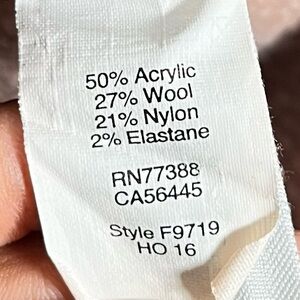 50% Acrylic
27% Wool
21% Nylon
2% Elastane
RN77388
CA56445
Style F9719
HO 16